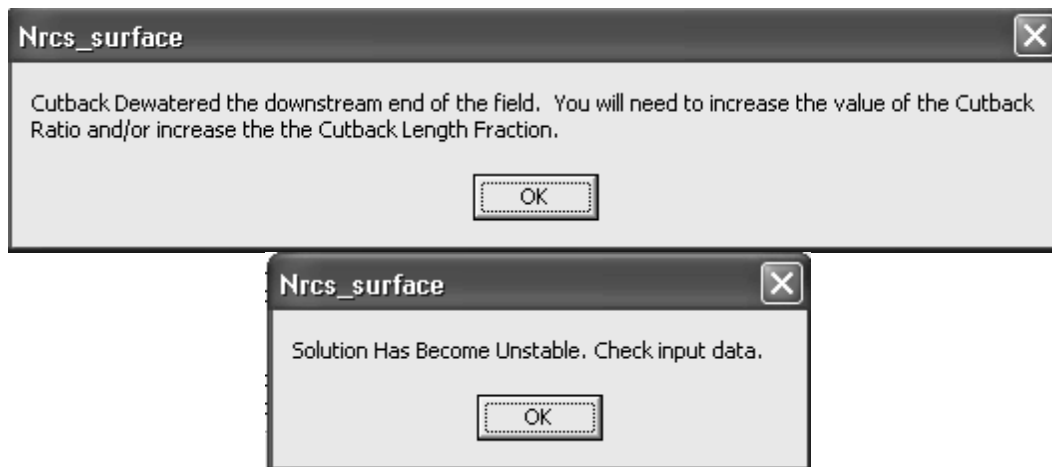 Nrcs_surface
Cutback Dewatered the downstream end of the field.  You will need to increase the value of the Cutback
Ratio and/or increase the the Cutback Length Fraction.
OK
Nrcs_surface
Solution Has Become Unstable. Check input data.
OK